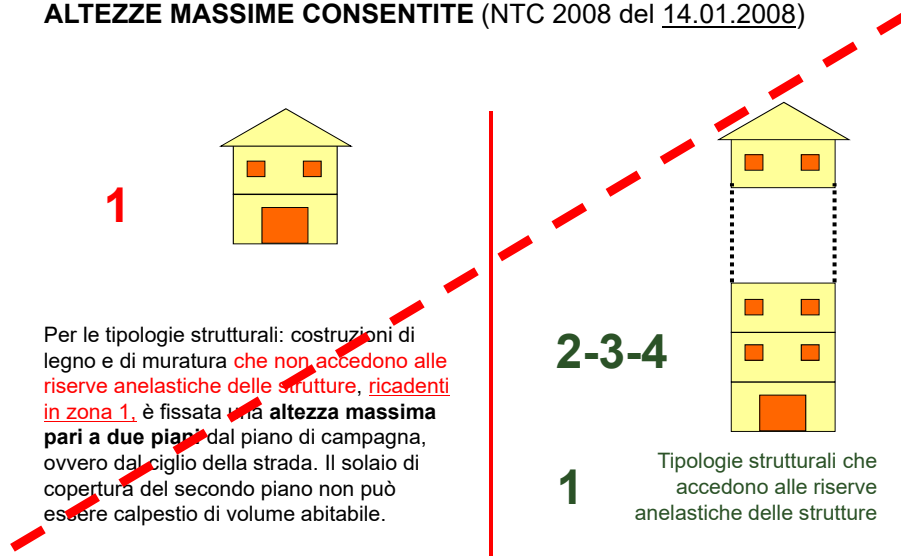 ALTEZZE MASSIME CONSENTITE (NTC 2008 del 14.01.2008)
1
Per le tipologie strutturali: costruzioni di
legno e di muratura che non accedono alle
riserve anelastiche delle strutture, ricadenti
in zona 1, è fissata una altezza massima
pari a due piani dal piano di campagna,
ovvero dal ciglio della strada. Il solaio di
copertura del secondo piano non può
essere calpestio di volume abitabile.
2-3-4
1
Tipologie strutturali che
accedono alle riserve
anelastiche delle strutture